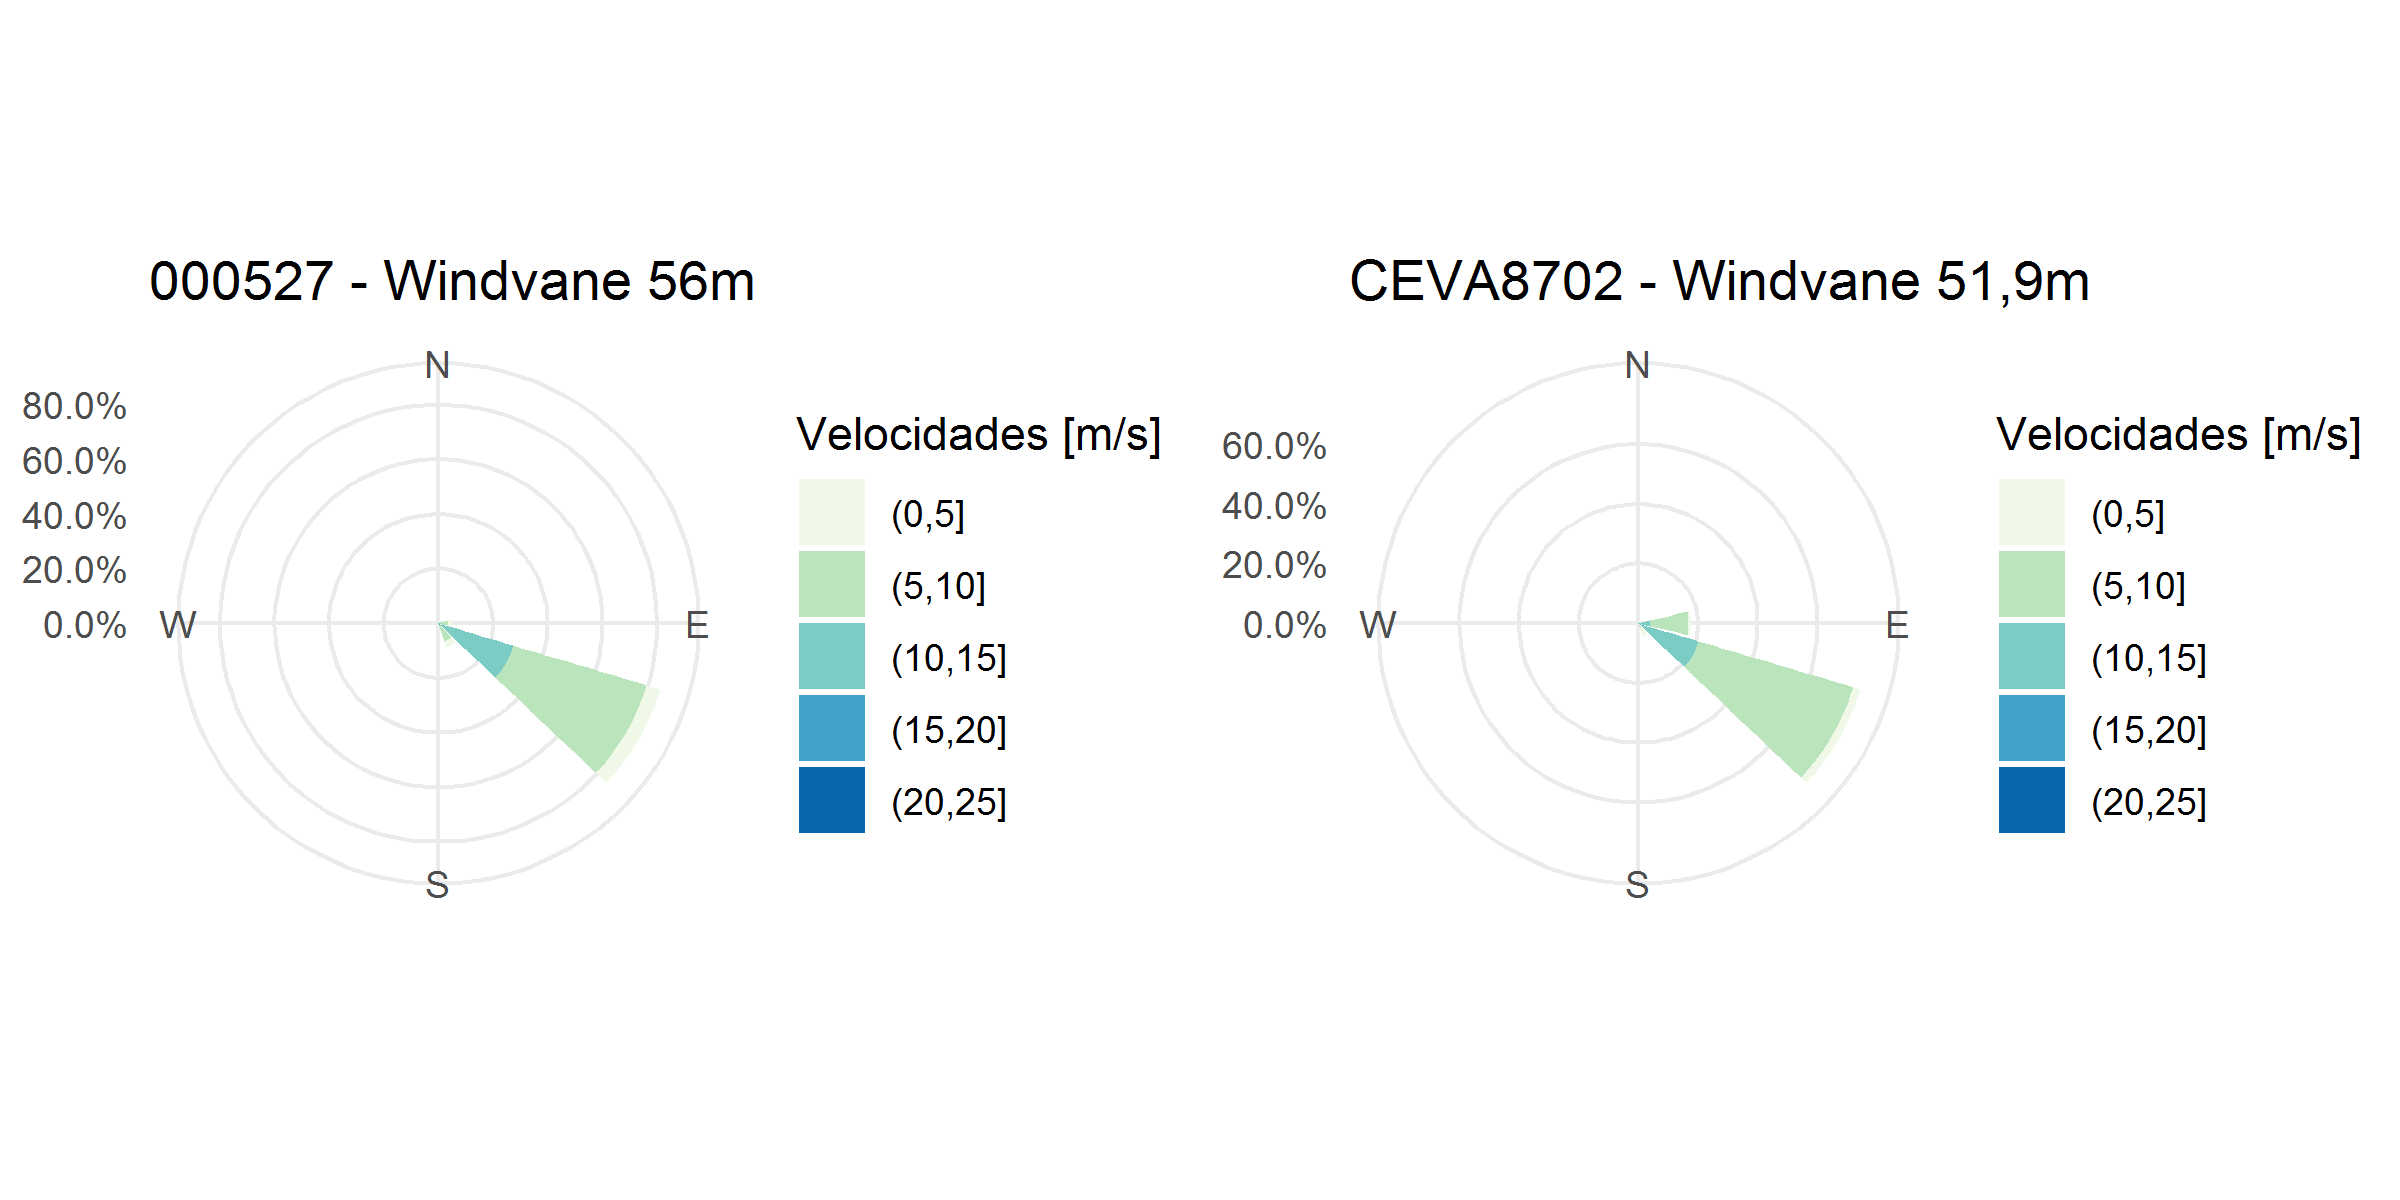 000527 - Windvane 56m
N
80.0%
60.0%
40.0%
20.0%
0.0%
W
E
S
Velocidades [m/s]
(0,5]
(5,10]
(10,15]
(15,20]
(20,25]
CEVA8702 - Windvane 51,9m
N
60.0%
40.0%
20.0%
0.0%
W
E
S
Velocidades [m/s]
(0,5]
(5,10]
(10,15]
(15,20]
(20,25]